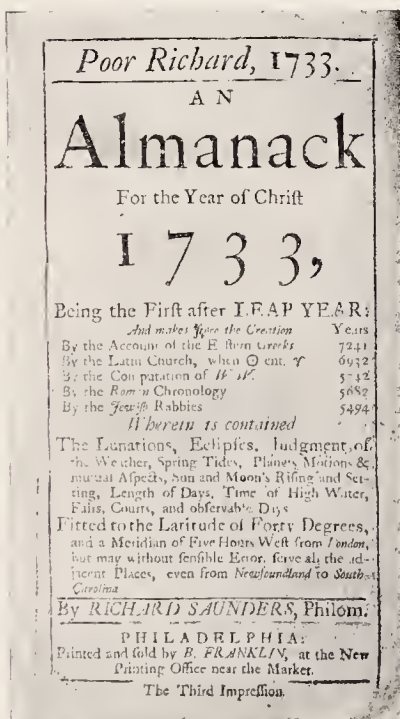 Poor Richard, 1733.
AN
Almanack
For the Year of Chriſt
1733,
Being the Firſt after LEAP YEAR:
And makes ſince the Creation Years
By the Account of the Eaſtern Greeks 7241
By the Latin Church, when ☉ ent. ♈ 6932
By the Computation of W.W. 5742
By the Roman Chronology 5682
By the Jewiſh Rabbies 5494
Wherein is contained
The Lunations, Eclipſes, Judgment of
the Weather, Spring Tides, Planets Motions &
mutual Aſpects, Sun and Moon's Riſing and Set-
ting, Length of Days, Time of High Water,
Fairs, Courts, and obſervable Days
Fitted to the Latitude of Forty Degrees,
and a Meridian of Five Hours Weſt from London,
but may without ſenſible Error, ſerve all the ad-
jacent Places, even from Newfoundland to South-
Carolina
By RICHARD SAUNDERS, Philom.
PHILADELPHIA:
Printed and ſold by B. FRANKLIN, at the New
Printing Office near the Market.
The Third Impreſſion.